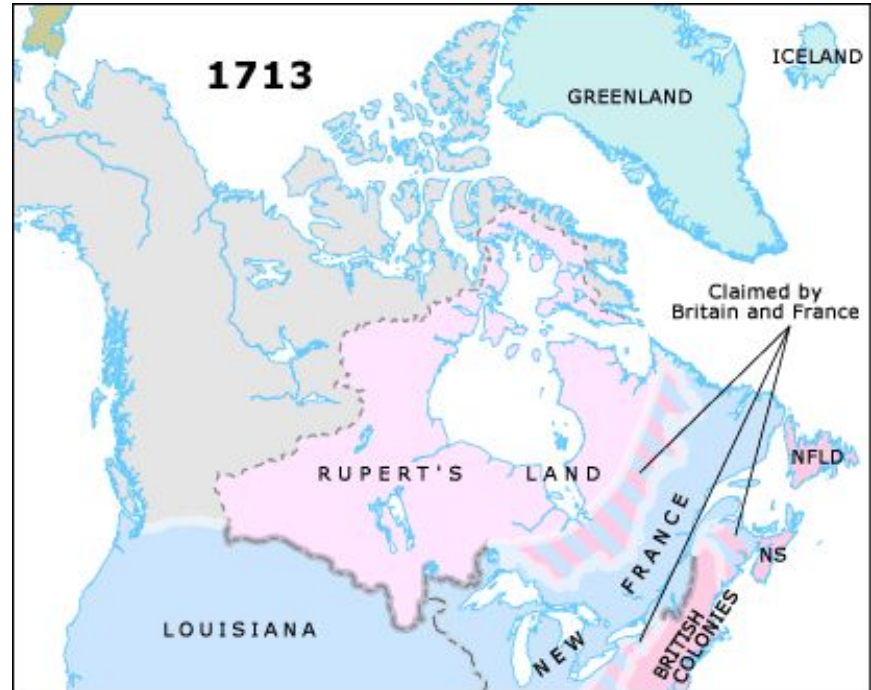 1713
ICELAND
GREENLAND
Claimed by
Britain and France
RUPERT'S LAND
NFLD
NS
NEW FRANCE
BRITISH
COLONIES
LOUISIANA